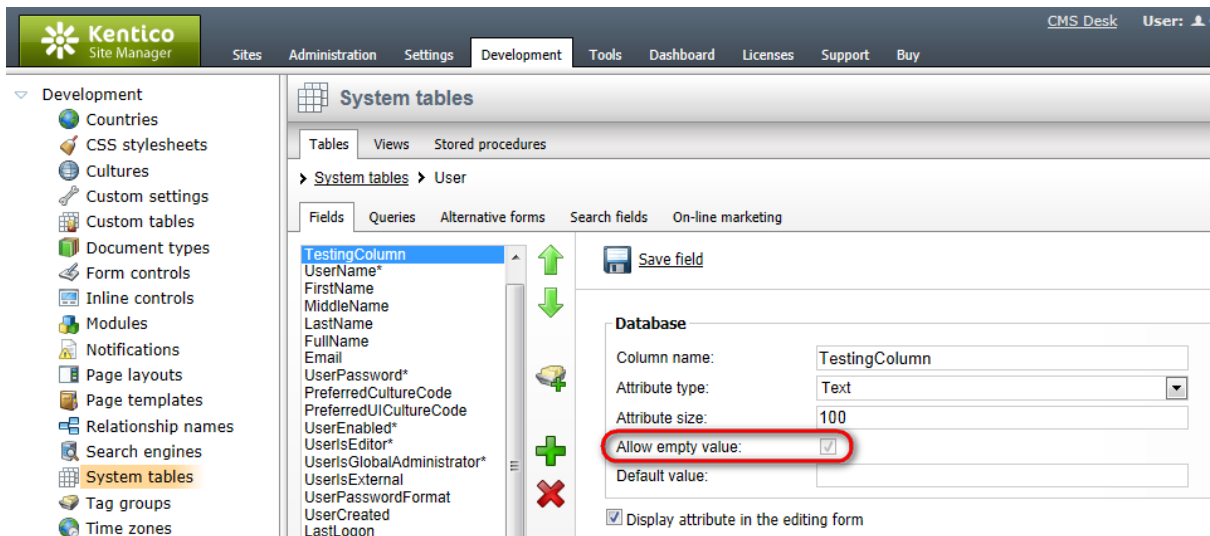 CMS Desk User:
Kentico
Site Manager
Sites Administration Settings Development Tools Dashboard Licenses Support Buy
Development
Countries
CSS stylesheets
Cultures
Custom settings
Custom tables
Document types
Form controls
Inline controls
Modules
Notifications
Page layouts
Page templates
Relationship names
Search engines
System tables
Tag groups
Time zones
System tables
Tables Views Stored procedures
System tables User
Fields Queries Alternative forms Search fields On-line marketing
TestingColumn
UserName*
FirstName
MiddleName
LastName
FullName
Email
UserPassword*
PreferredCultureCode
PreferredUICultureCode
UserEnabled*
UserIsEditor*
UserIsGlobalAdministrator*
UserIsExternal
UserPasswordFormat
UserCreated
LastLogon
Save field
Database
Column name: TestingColumn
Attribute type: Text
Attribute size: 100
Allow empty value:
Default value:
Display attribute in the editing form